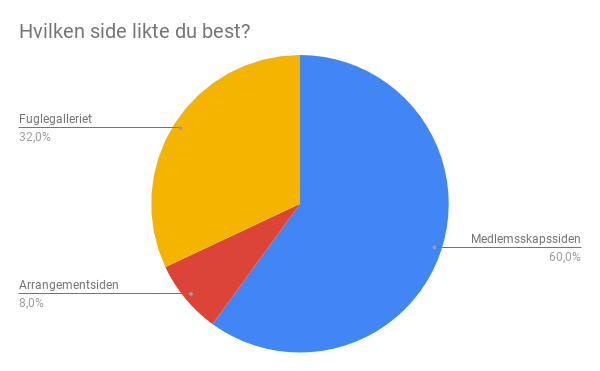 Hvilken side likte du best?
Fuglegalleriet
32,0%
Medlemsskapssiden
60,0%
Arrangementsiden
8,0%